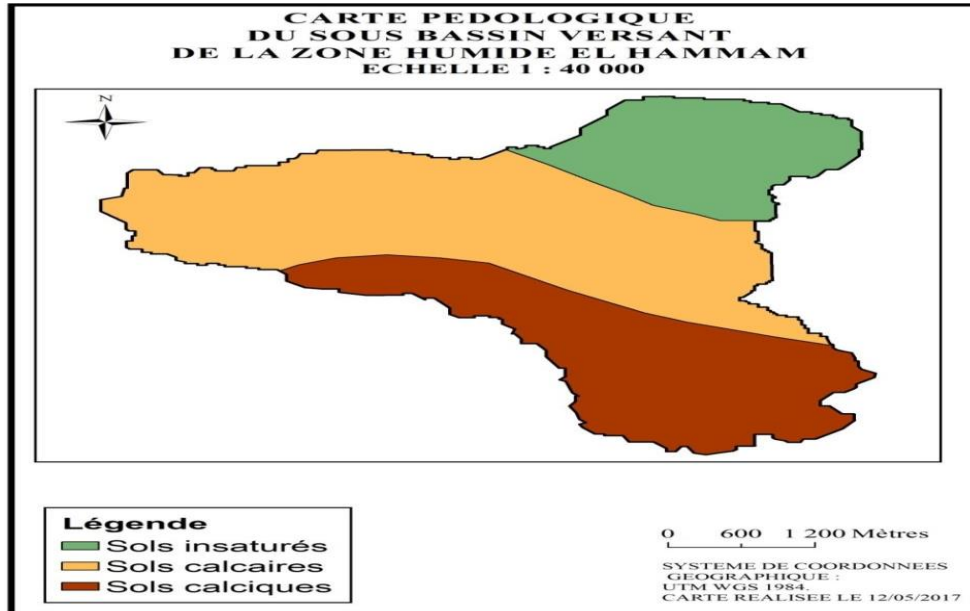 CARTE PEDOLOGIQUE
DU SOUS BASSIN VERSANT
DE LA ZONE HUMIDE EL HAMMAM
ECHELLE 1 : 40 000
N
Légende
Sols insaturés
Sols calcaires
Sols calciques
0 600 1 200 Mètres
SYSTEME DE COORDONNEES
GEOGRAPHIQUE :
UTM WGS 1984.
CARTE REALISEE LE 12/05/2017